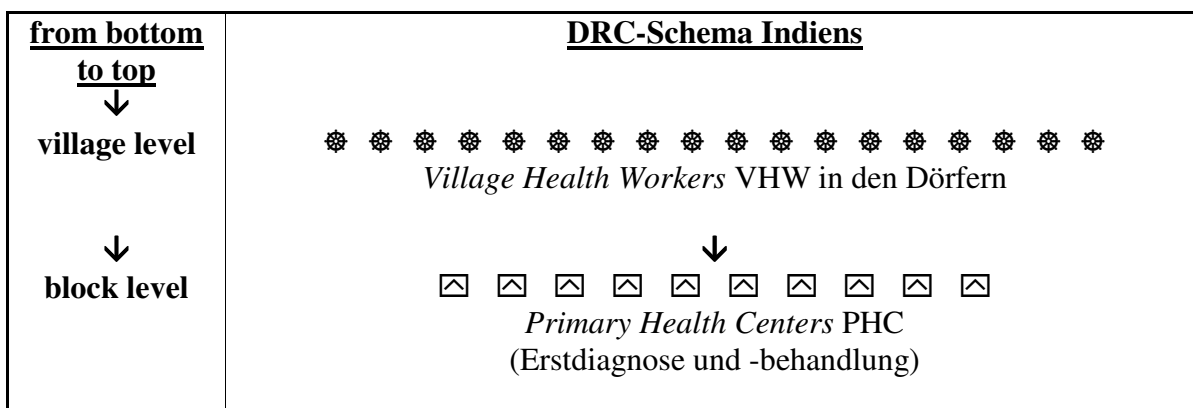 from bottom
to top
DRC-Schema Indiens
village level
Village Health Workers VHW in den Dörfern
block level
Primary Health Centers PHC
(Erstdiagnose und -behandlung)